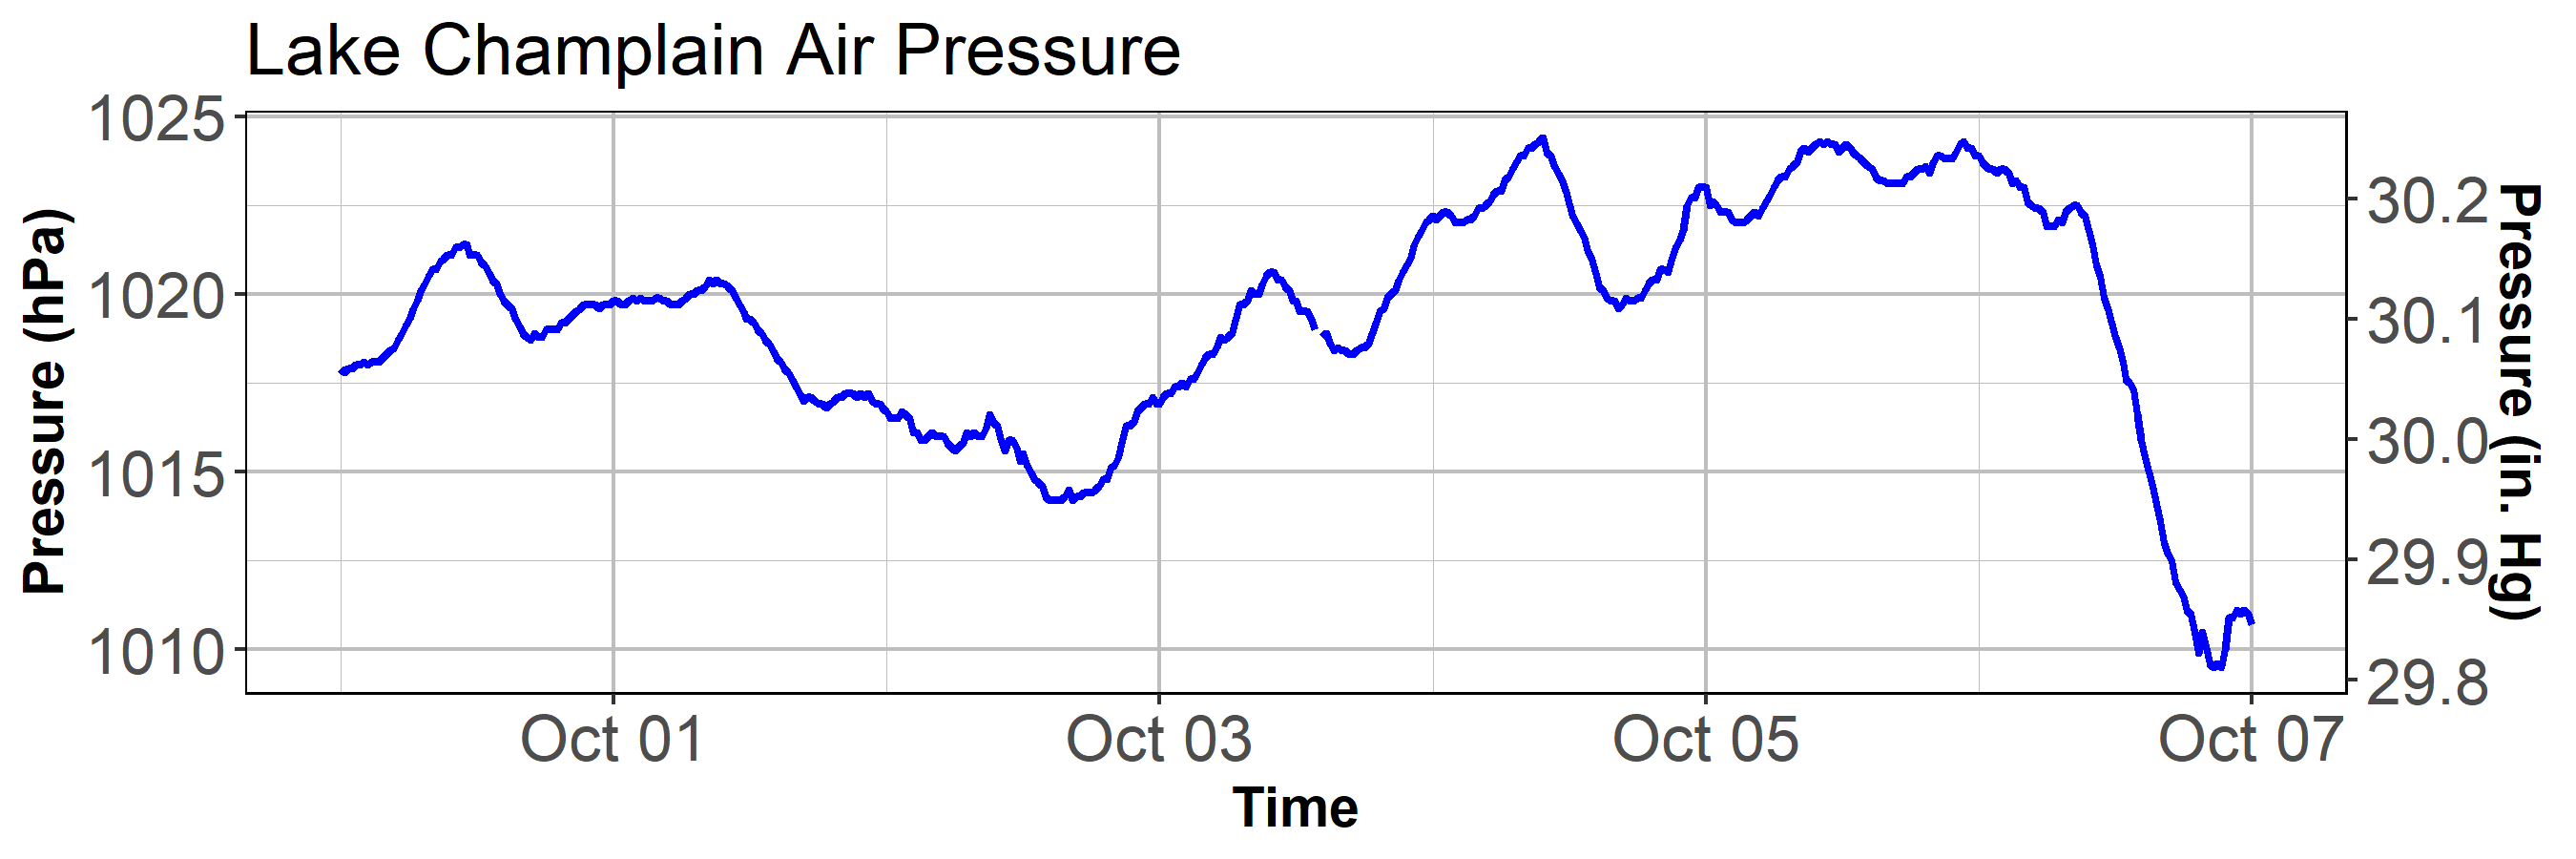 Lake Champlain Air Pressure
Pressure (hPa)
1025
1020
1015
1010
30.2
30.1
30.0
29.9
29.8
Pressure (in. Hg)
Oct 01 Oct 03 Oct 05 Oct 07
Time